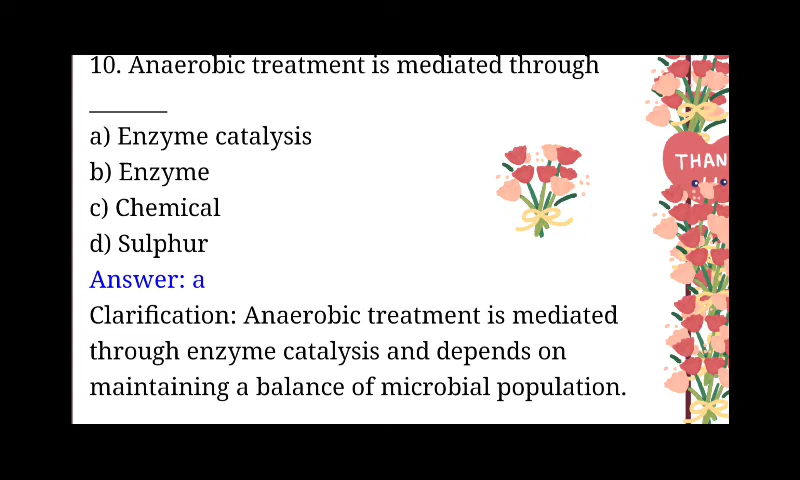 10. Anaerobic treatment is mediated through
______
a) Enzyme catalysis
b) Enzyme
c) Chemical
d) Sulphur
Answer: a
Clarification: Anaerobic treatment is mediated
through enzyme catalysis and depends on
maintaining a balance of microbial population.
THAN